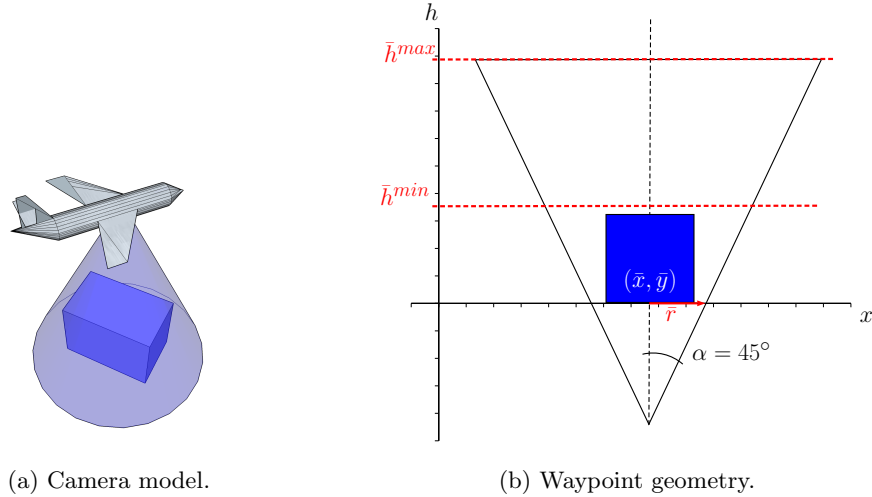 h
h̄^{max}
h̄^{min}
(x̄, ȳ)
r̄
x
α = 45°
(a) Camera model.
(b) Waypoint geometry.